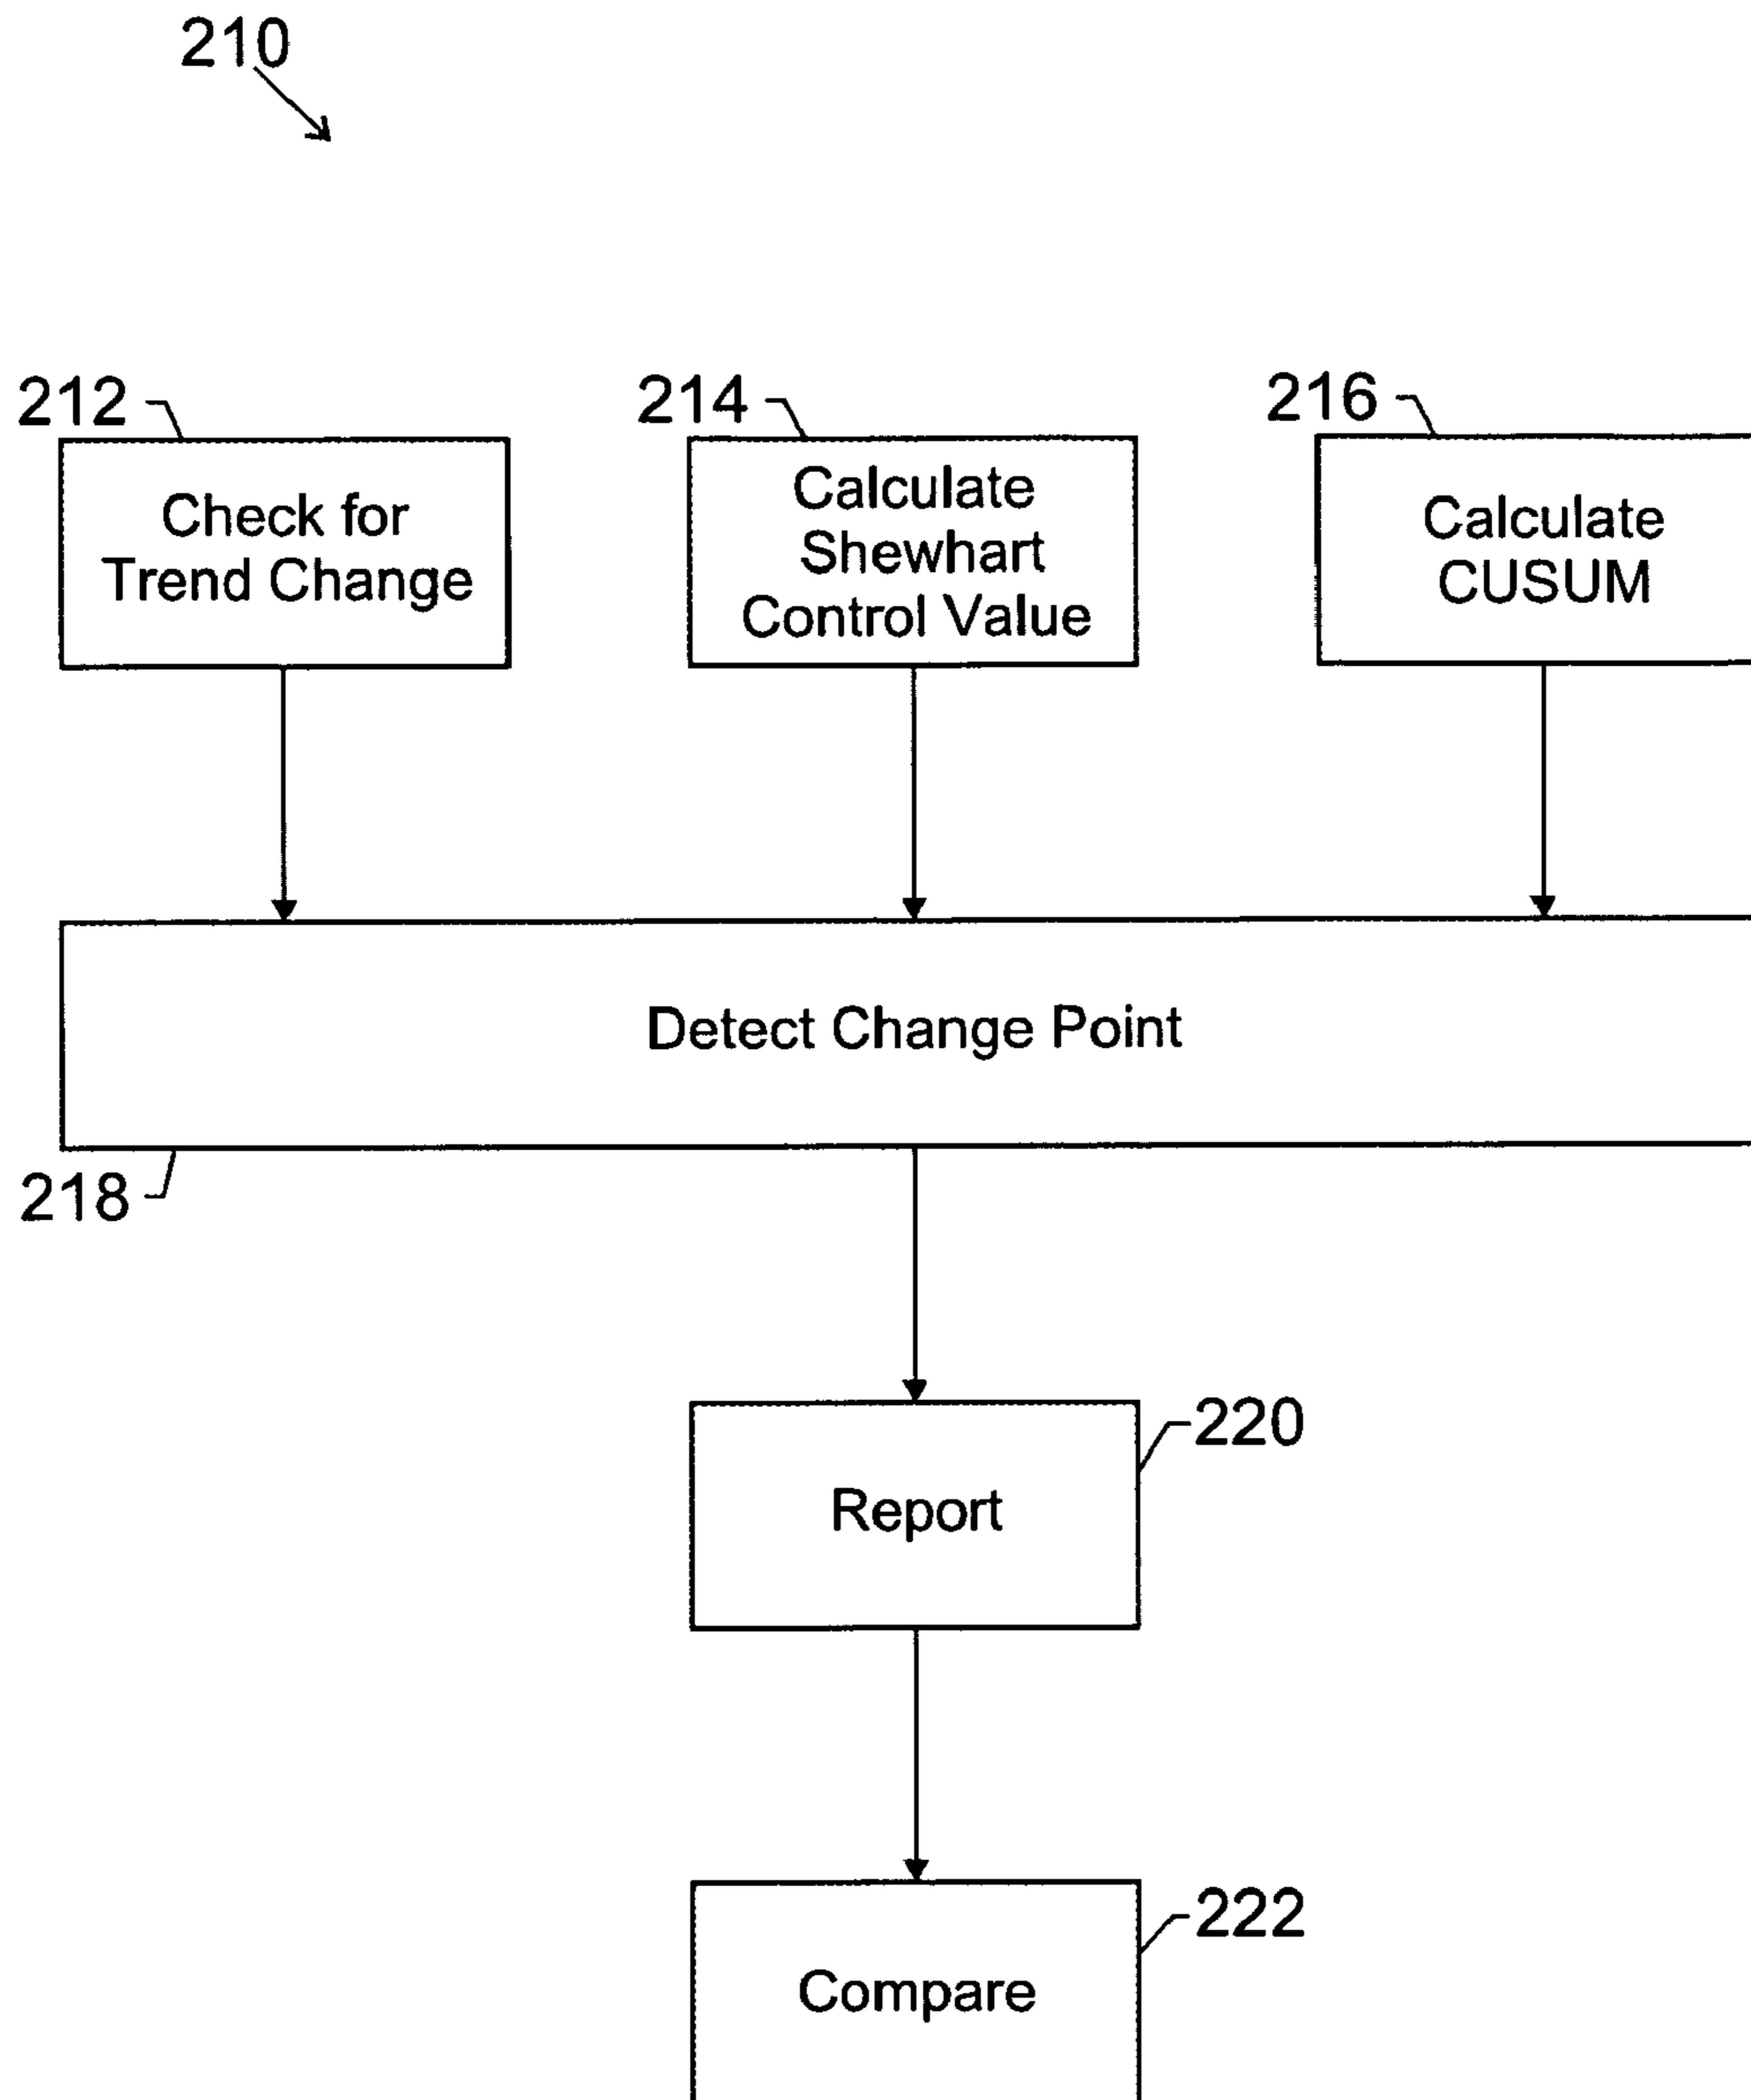 210
212
214
216
Check for
Trend Change
Calculate
Shewhart
Control Value
Calculate
CUSUM
Detect Change Point
218
220
Report
222
Compare